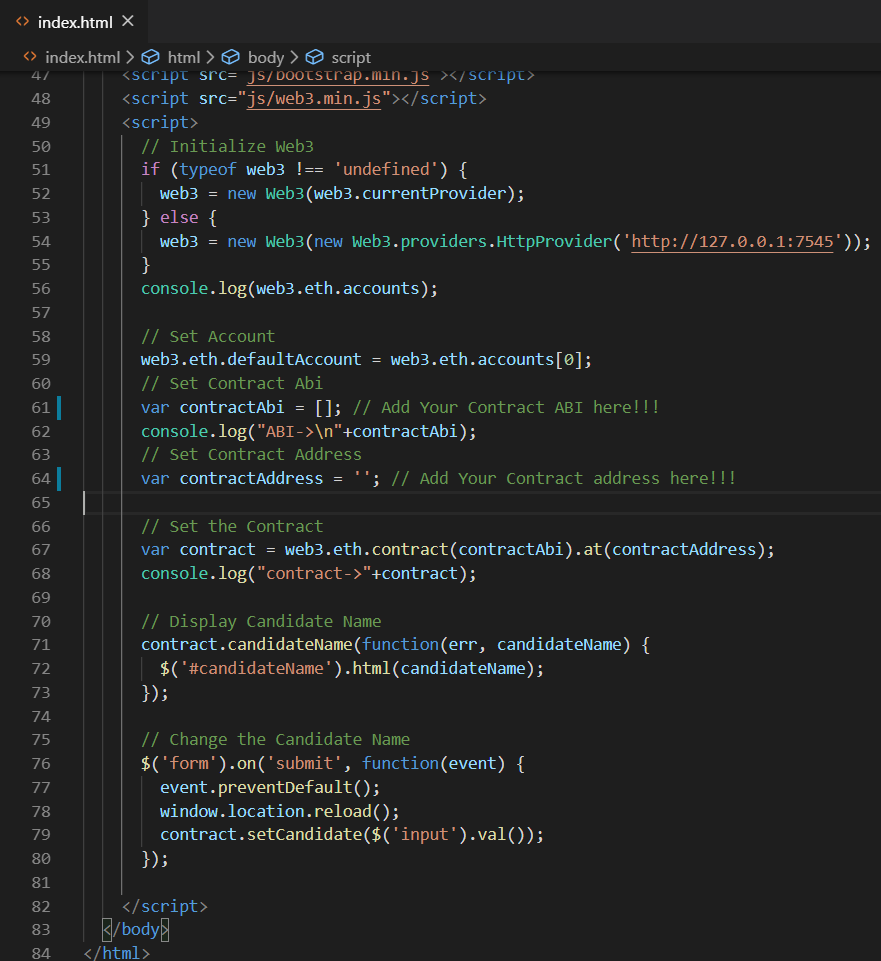 index.html
index.html > html > body > script
47 <script src="js/bootstrap.min.js"></script>
48 <script src="js/web3.min.js"></script>
49 <script>
50 // Initialize Web3
51 if (typeof web3 !== 'undefined') {
52 web3 = new Web3(web3.currentProvider);
53 } else {
54 web3 = new Web3(new Web3.providers.HttpProvider('http://127.0.0.1:7545'));
55 }
56 console.log(web3.eth.accounts);
57
58 // Set Account
59 web3.eth.defaultAccount = web3.eth.accounts[0];
60 // Set Contract Abi
61 var contractAbi = []; // Add Your Contract ABI here!!!
62 console.log("ABI->\n"+contractAbi);
63 // Set Contract Address
64 var contractAddress = ''; // Add Your Contract address here!!!
65
66 // Set the Contract
67 var contract = web3.eth.contract(contractAbi).at(contractAddress);
68 console.log("contract->"+contract);
69
70 // Display Candidate Name
71 contract.candidateName(function(err, candidateName) {
72 $('#candidateName').html(candidateName);
73 });
74
75 // Change the Candidate Name
76 $('form').on('submit', function(event) {
77 event.preventDefault();
78 window.location.reload();
79 contract.setCandidate($('input').val());
80 });
81
82 </script>
83 </body>
84 </html>